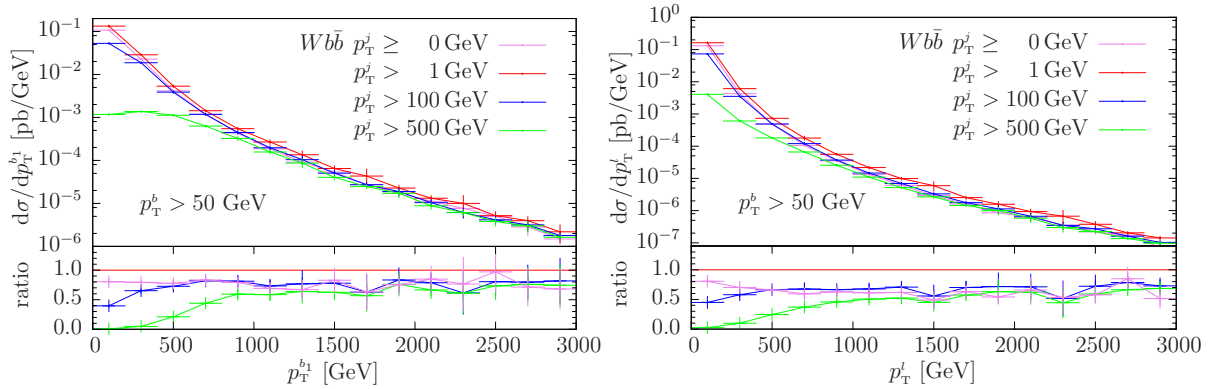 10⁻¹
10⁻²
10⁻³
10⁻⁴
10⁻⁵
10⁻⁶
dσ/dp_T^{b_1} [pb/GeV]
Wbb̄ p_T^j ≥ 0 GeV
p_T^j > 1 GeV
p_T^j > 100 GeV
p_T^j > 500 GeV
p_T^b > 50 GeV
ratio
1.0
0.5
0.0
0 500 1000 1500 2000 2500 3000
p_T^{b_1} [GeV]
10⁰
10⁻¹
10⁻²
10⁻³
10⁻⁴
10⁻⁵
10⁻⁶
10⁻⁷
dσ/dp_T^l [pb/GeV]
Wbb̄ p_T^j ≥ 0 GeV
p_T^j > 1 GeV
p_T^j > 100 GeV
p_T^j > 500 GeV
p_T^b > 50 GeV
ratio
1.0
0.5
0.0
0 500 1000 1500 2000 2500 3000
p_T^l [GeV]